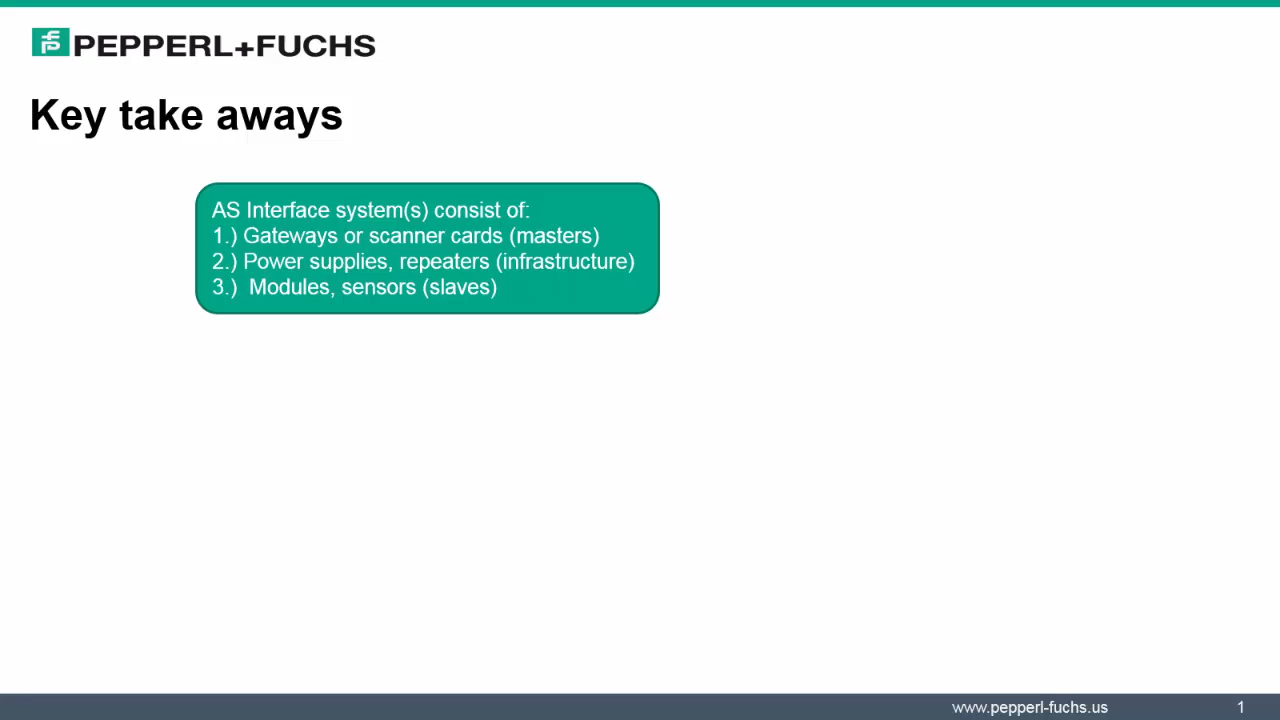 PEPPERL+FUCHS
Key take aways
AS Interface system(s) consist of:
1.) Gateways or scanner cards (masters)
2.) Power supplies, repeaters (infrastructure)
3.) Modules, sensors (slaves)
www.pepperl-fuchs.us
1